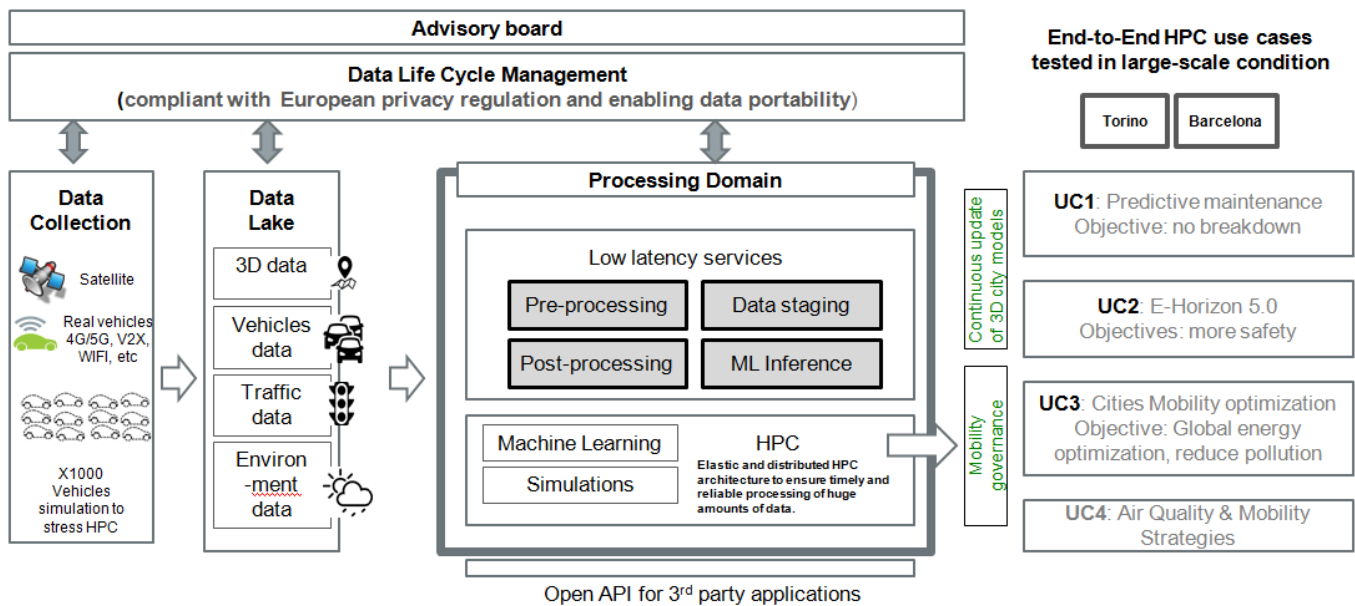 Advisory board
Data Life Cycle Management
(compliant with European privacy regulation and enabling data portability)
Data
Collection
Satellite
Real vehicles
4G/5G, V2X,
WIFI, etc
X1000
Vehicles
simulation to
stress HPC
Data
Lake
3D data
Vehicles
data
Traffic
data
Environ
-ment
data
Processing Domain
Low latency services
Pre-processing
Data staging
Post-processing
ML Inference
Machine Learning
Simulations
HPC
Elastic and distributed HPC
architecture to ensure timely and
reliable processing of huge
amounts of data.
Open API for 3rd party applications
Continuous update
of 3D city models
Mobility
governance
End-to-End HPC use cases
tested in large-scale condition
Torino
Barcelona
UC1: Predictive maintenance
Objective: no breakdown
UC2: E-Horizon 5.0
Objectives: more safety
UC3: Cities Mobility optimization
Objective: Global energy
optimization, reduce pollution
UC4: Air Quality & Mobility
Strategies